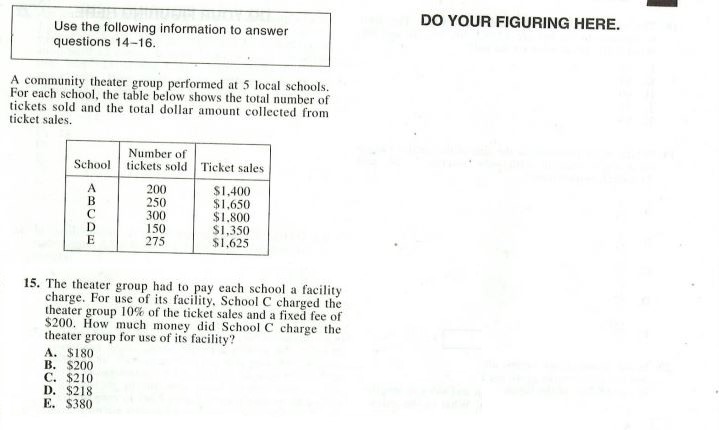 Use the following information to answer
questions 14–16.
DO YOUR FIGURING HERE.
A community theater group performed at 5 local schools.
For each school, the table below shows the total number of
tickets sold and the total dollar amount collected from
ticket sales.
School Number of tickets sold Ticket sales
A 200 $1,400
B 250 $1,650
C 300 $1,800
D 150 $1,350
E 275 $1,625
15. The theater group had to pay each school a facility
charge. For use of its facility, School C charged the
theater group 10% of the ticket sales and a fixed fee of
$200. How much money did School C charge the
theater group for use of its facility?
A. $180
B. $200
C. $210
D. $218
E. $380